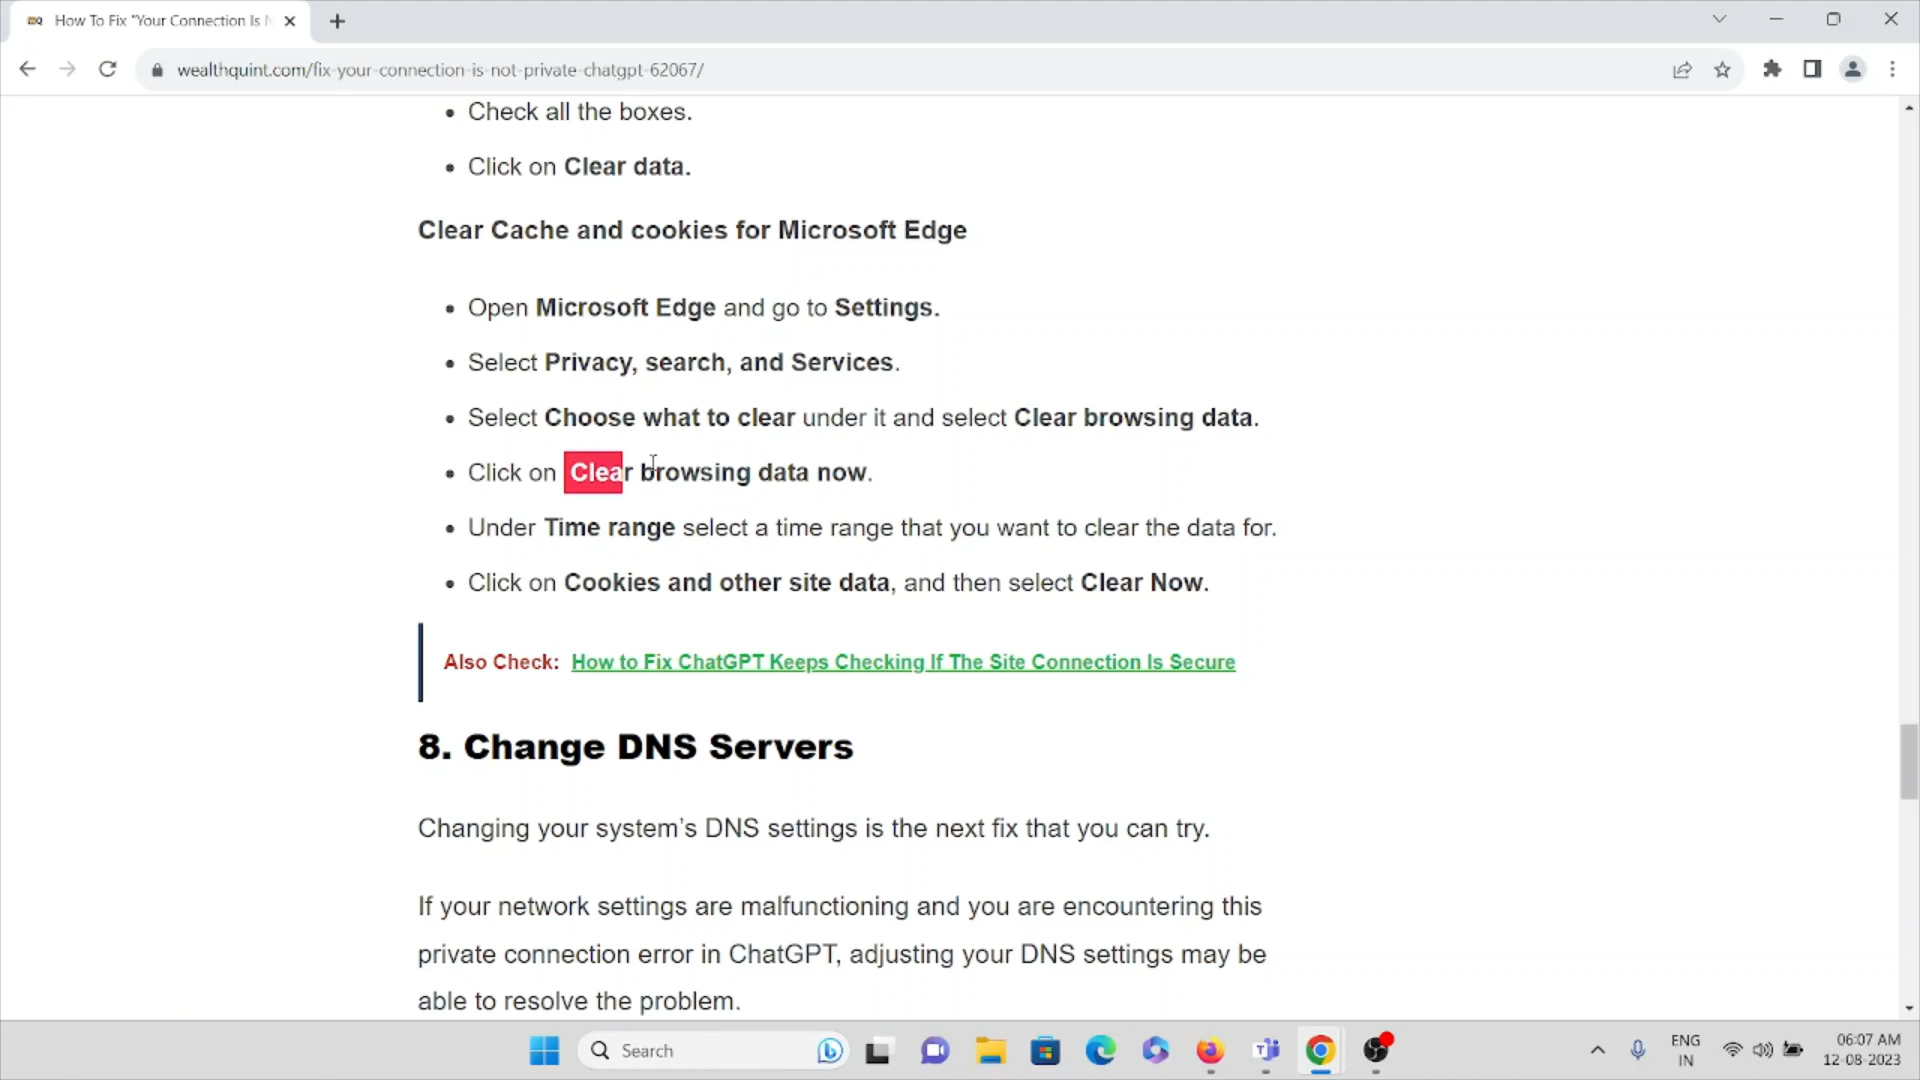 How To Fix "Your Connection Is N
wealthquint.com/fix-your-connection-is-not-private-chatgpt-62067/
• Check all the boxes.
• Click on Clear data.
Clear Cache and cookies for Microsoft Edge
• Open Microsoft Edge and go to Settings.
• Select Privacy, search, and Services.
• Select Choose what to clear under it and select Clear browsing data.
• Click on Clear browsing data now.
• Under Time range select a time range that you want to clear the data for.
• Click on Cookies and other site data, and then select Clear Now.
Also Check: How to Fix ChatGPT Keeps Checking If The Site Connection Is Secure
8. Change DNS Servers
Changing your system’s DNS settings is the next fix that you can try.
If your network settings are malfunctioning and you are encountering this
private connection error in ChatGPT, adjusting your DNS settings may be
able to resolve the problem.
Search
ENG
IN
06:07 AM
12-08-2023